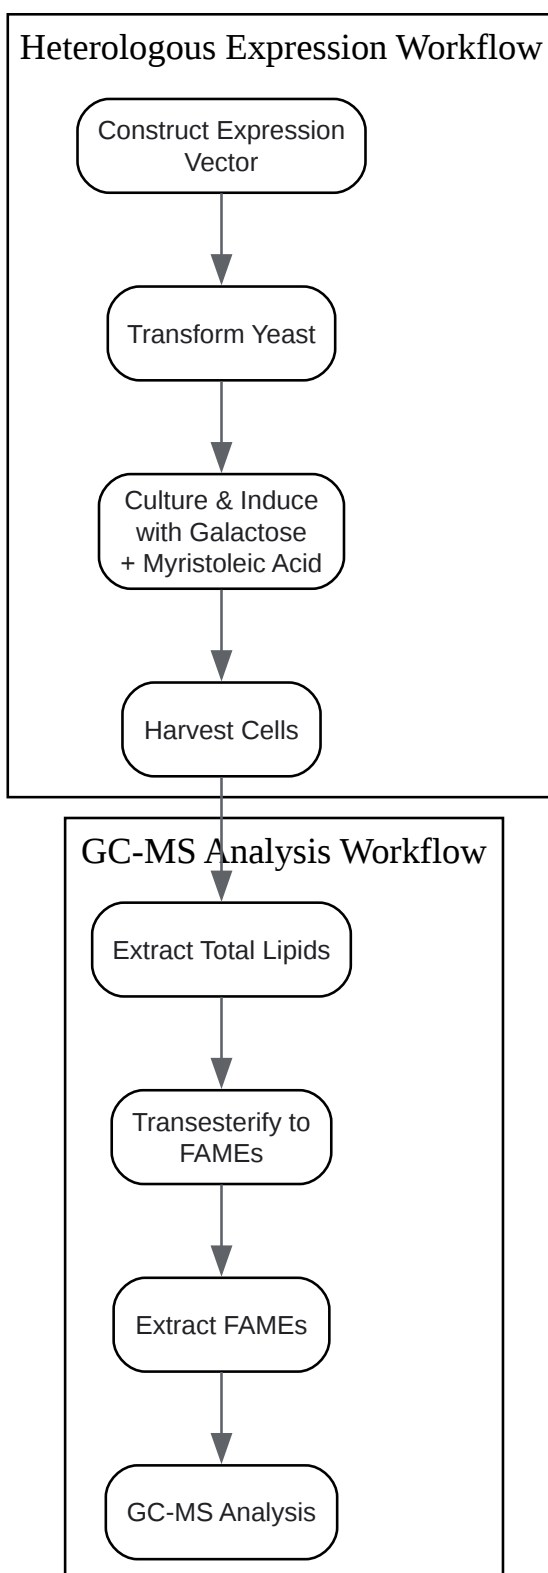 Heterologous Expression Workflow
Construct Expression
Vector
Transform Yeast
Culture & Induce
with Galactose
+ Myristoleic Acid
Harvest Cells
GC-MS Analysis Workflow
Extract Total Lipids
Transesterify to
FAMEs
Extract FAMEs
GC-MS Analysis